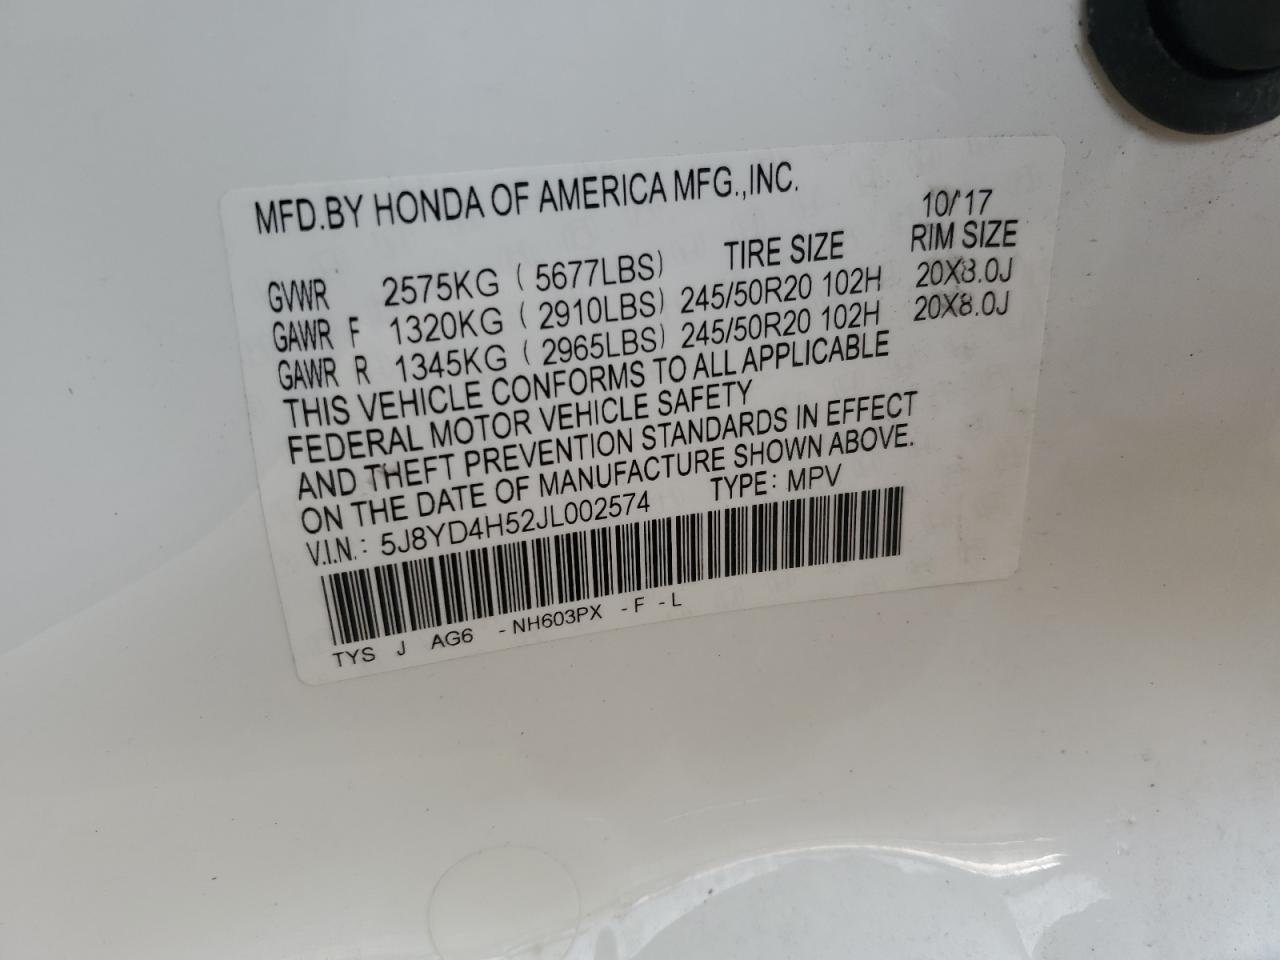 MFD.BY HONDA OF AMERICA MFG.,INC. 10/'17
GVWR 2575KG ( 5677LBS) TIRE SIZE RIM SIZE
GAWR F 1320KG ( 2910LBS) 245/50R20 102H 20X8.0J
GAWR R 1345KG ( 2965LBS) 245/50R20 102H 20X8.0J
THIS VEHICLE CONFORMS TO ALL APPLICABLE
FEDERAL MOTOR VEHICLE SAFETY
AND THEFT PREVENTION STANDARDS IN EFFECT
ON THE DATE OF MANUFACTURE SHOWN ABOVE.
V.I.N.: 5J8YD4H52JL002574 TYPE: MPV
TYS J AG6 -NH603PX -F -L